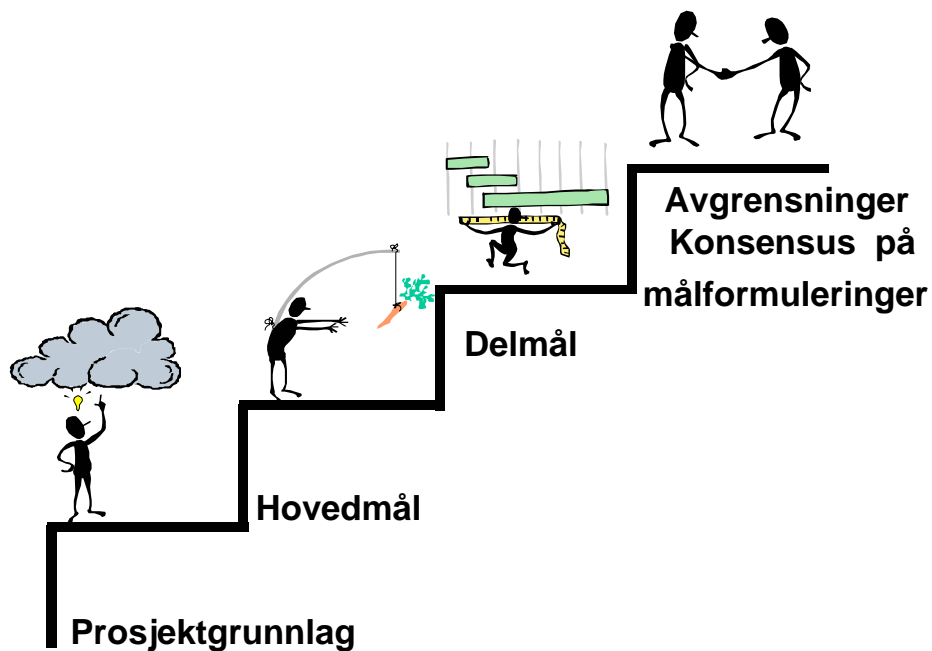 Avgrensninger
Konsensus på
målformuleringer
Delmål
Hovedmål
Prosjektgrunnlag